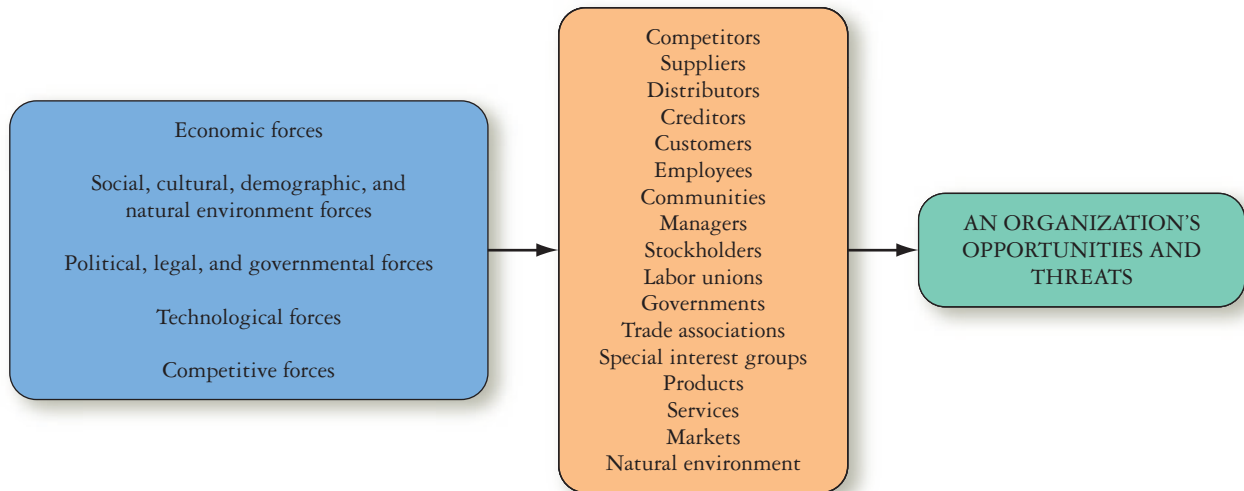 Economic forces
Social, cultural, demographic, and
natural environment forces
Political, legal, and governmental forces
Technological forces
Competitive forces
Competitors
Suppliers
Distributors
Creditors
Customers
Employees
Communities
Managers
Stockholders
Labor unions
Governments
Trade associations
Special interest groups
Products
Services
Markets
Natural environment
AN ORGANIZATION’S
OPPORTUNITIES AND
THREATS